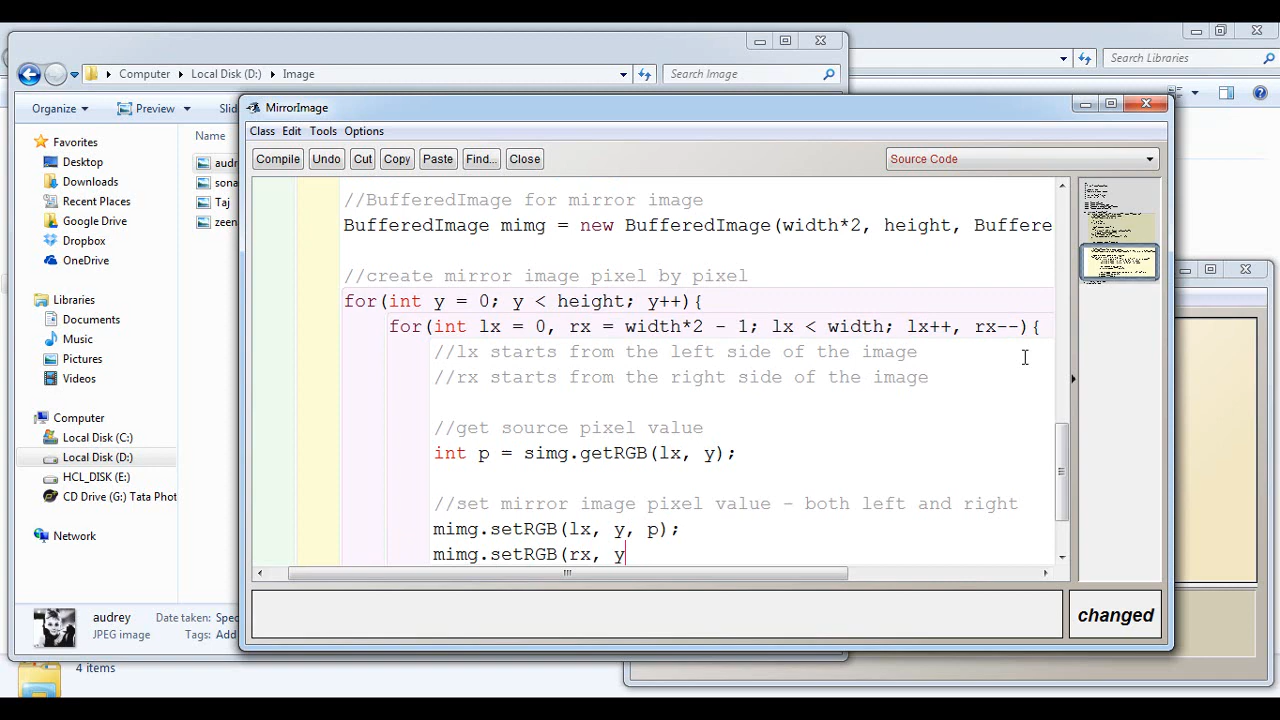 Search Libraries
Computer
Local Disk (D:)
Image
Search Image
Organize
Preview
Slid
MirrorImage
Class Edit Tools Options
Compile Undo Cut Copy Paste Find... Close
Source Code
Favorites
Desktop
Downloads
Recent Places
Google Drive
Dropbox
OneDrive
Libraries
Documents
Music
Pictures
Videos
Computer
Local Disk (C:)
Local Disk (D:)
HCL_DISK (E:)
CD Drive (G:) Tata Phot
Network
Name
audr
sona
Taj
zeen
//BufferedImage for mirror image
BufferedImage mimg = new BufferedImage(width*2, height, Buffere
//create mirror image pixel by pixel
for(int y = 0; y < height; y++){
for(int lx = 0, rx = width*2 - 1; lx < width; lx++, rx--){
//lx starts from the left side of the image
//rx starts from the right side of the image
//get source pixel value
int p = simg.getRGB(lx, y);
//set mirror image pixel value - both left and right
mimg.setRGB(lx, y, p);
mimg.setRGB(rx, y
changed
audrey
Date taken: Spec
JPEG image
Tags: Add
4 items